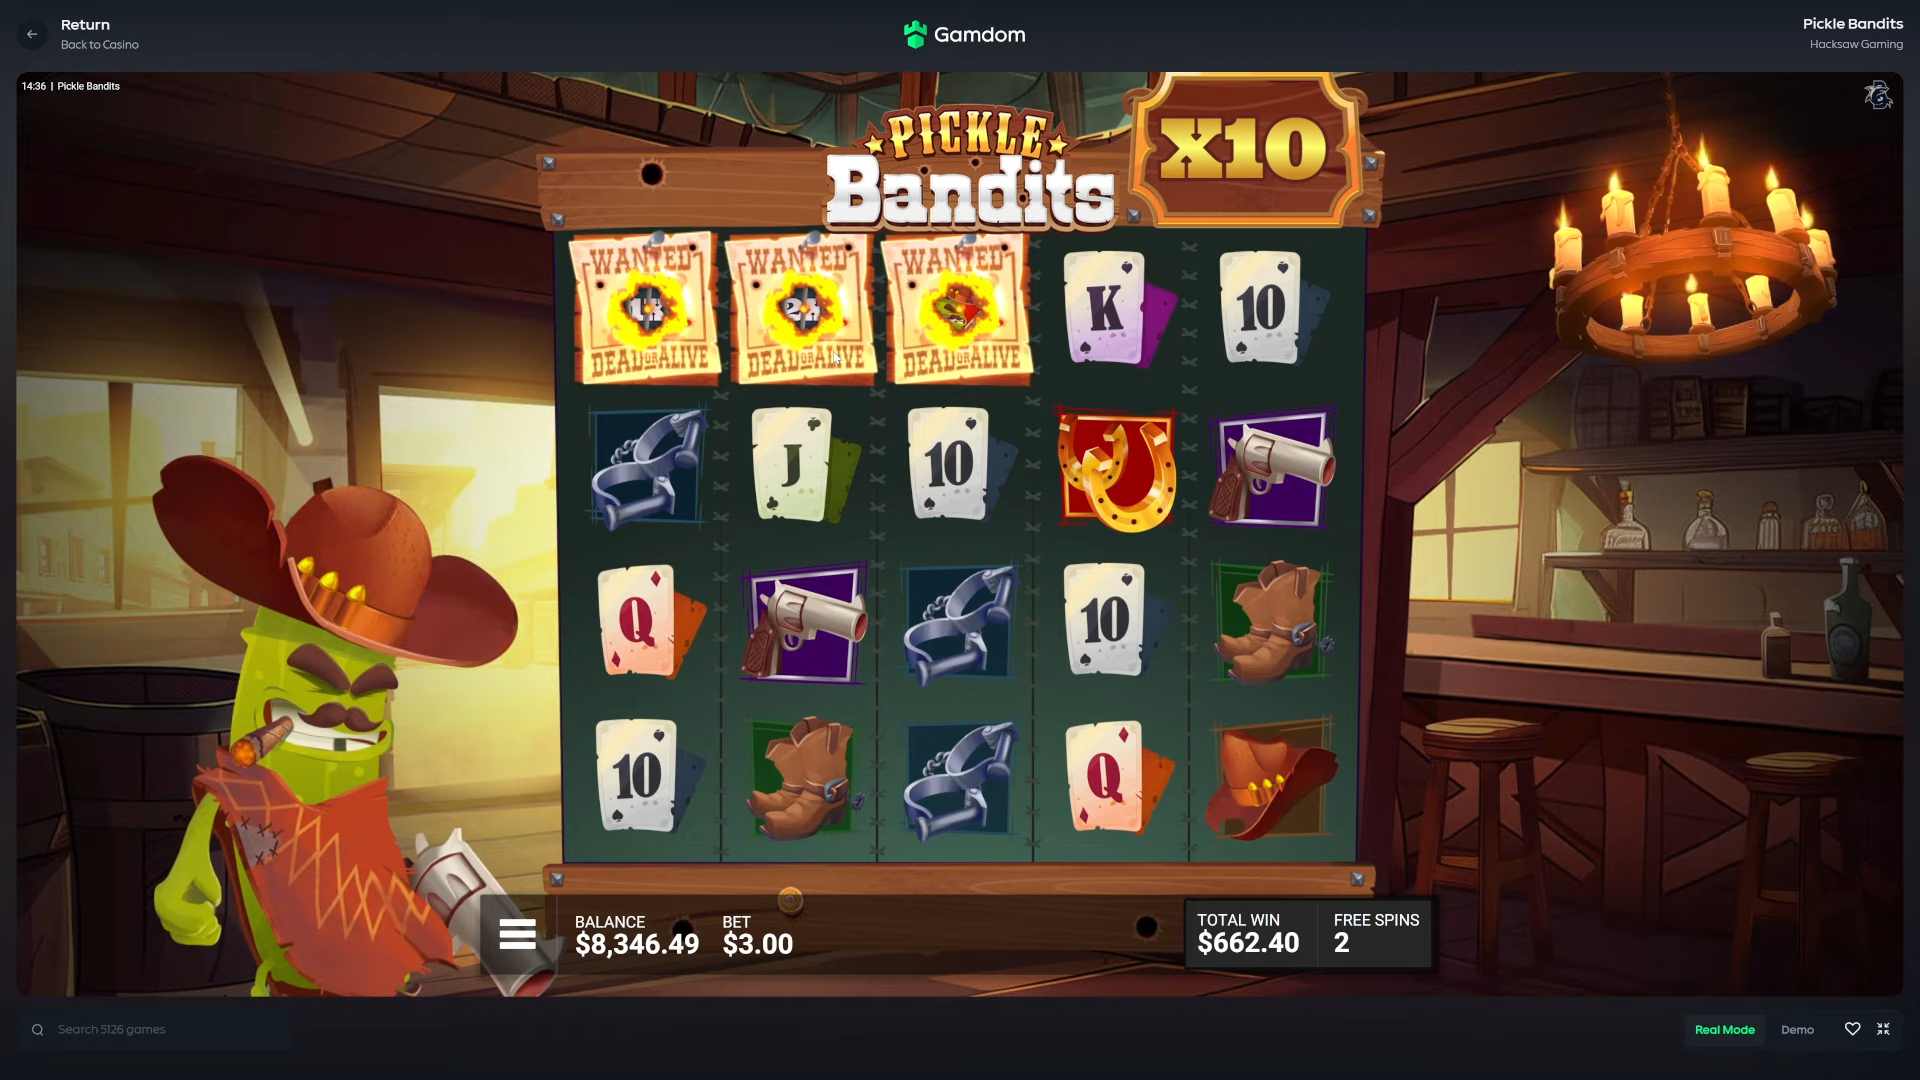 Return
Back to Casino
Gamdom
Pickle Bandits
Hacksaw Gaming
14:36 | Pickle Bandits
PICKLE
Bandits
X10
WANTED WANTED WANTED
DEAD OR ALIVE DEAD OR ALIVE DEAD OR ALIVE
K 10
J 10
Q 10
10 Q
BALANCE
$8,346.49
BET
$3.00
TOTAL WIN
$662.40
FREE SPINS
2
Search 5126 games
Real Mode
Demo